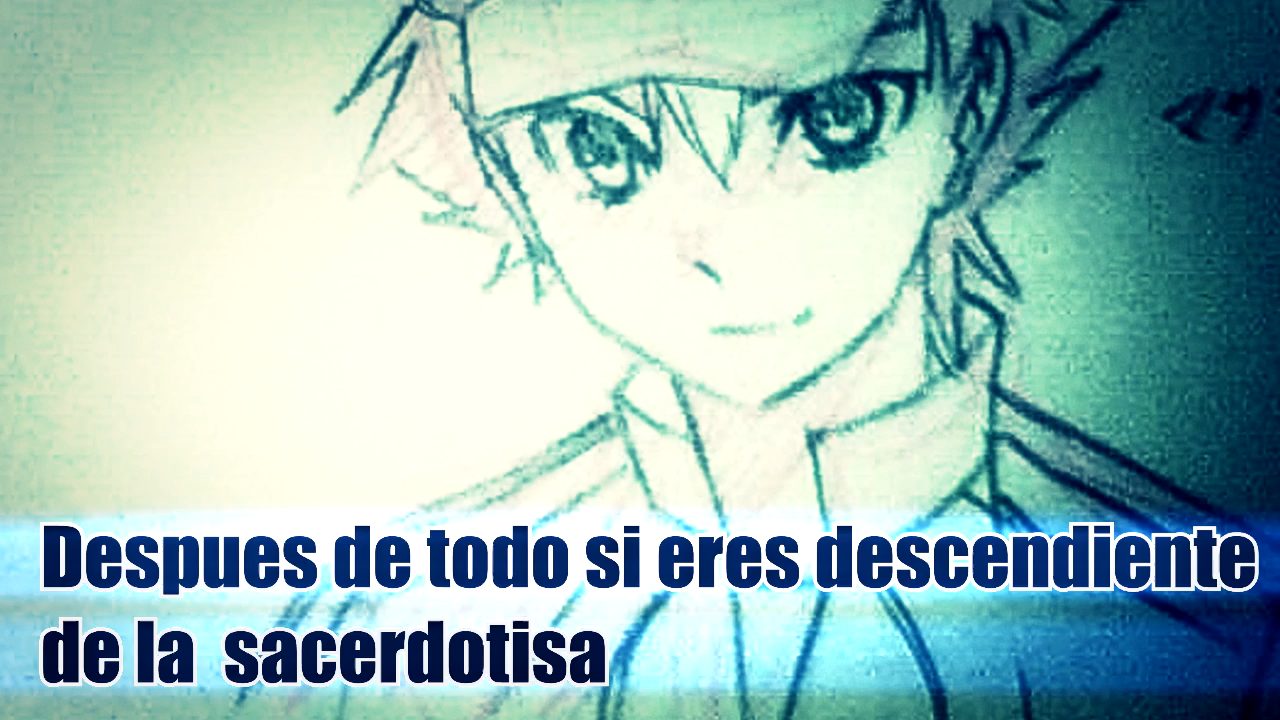 Despues de todo si eres descendiente
de la  sacerdotisa